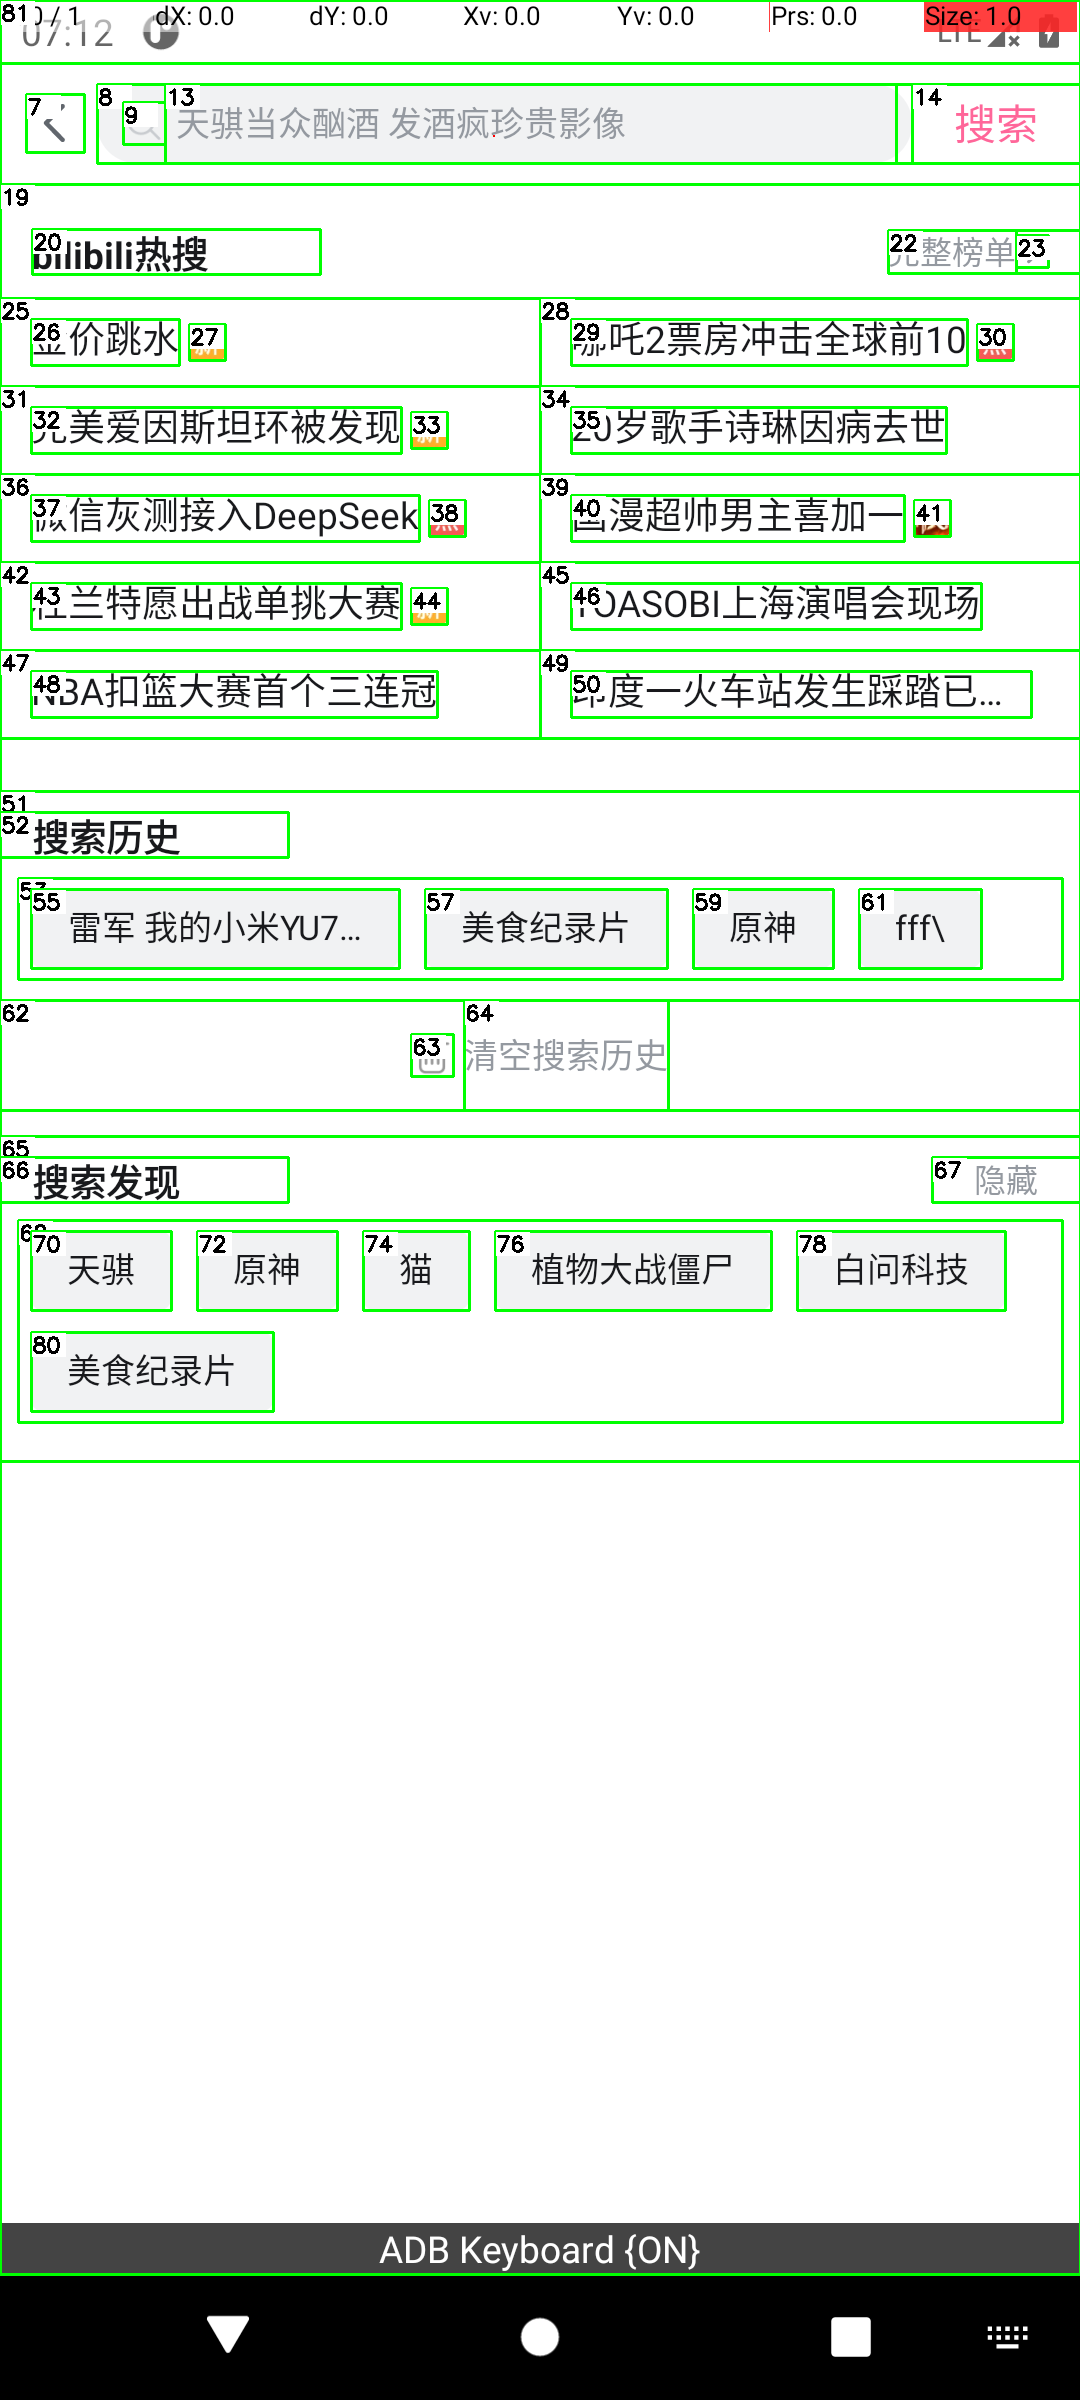 07:12
/ 1 dX: 0.0 dY: 0.0 Xv: 0.0 Yv: 0.0 Prs: 0.0 Size: 1.0
LTE
81
7
8
9
13 天骐当众酗酒 发酒疯珍贵影像
14 搜索
19
20 bilibili热搜
22 完整榜单 23
25 26 金价跳水 27
28 29 哪吒2票房冲击全球前10 30
31 32 完美爱因斯坦环被发现 33
34 35 20岁歌手诗琳因病去世
36 37 微信灰测接入DeepSeek 38
39 40 国漫超帅男主喜加一 41
42 43 杜兰特愿出战单挑大赛 44
45 46 YOASOBI上海演唱会现场
47 48 NBA扣篮大赛首个三连冠
49 50 印度一火车站发生踩踏已...
51
52 搜索历史
55 雷军 我的小米YU7... 57 美食纪录片 59 原神 61 fff\
62 63 64 清空搜索历史
65
66 搜索发现 67 隐藏
70 天骐 72 原神 74 猫 76 植物大战僵尸 78 白问科技
80 美食纪录片
ADB Keyboard {ON}